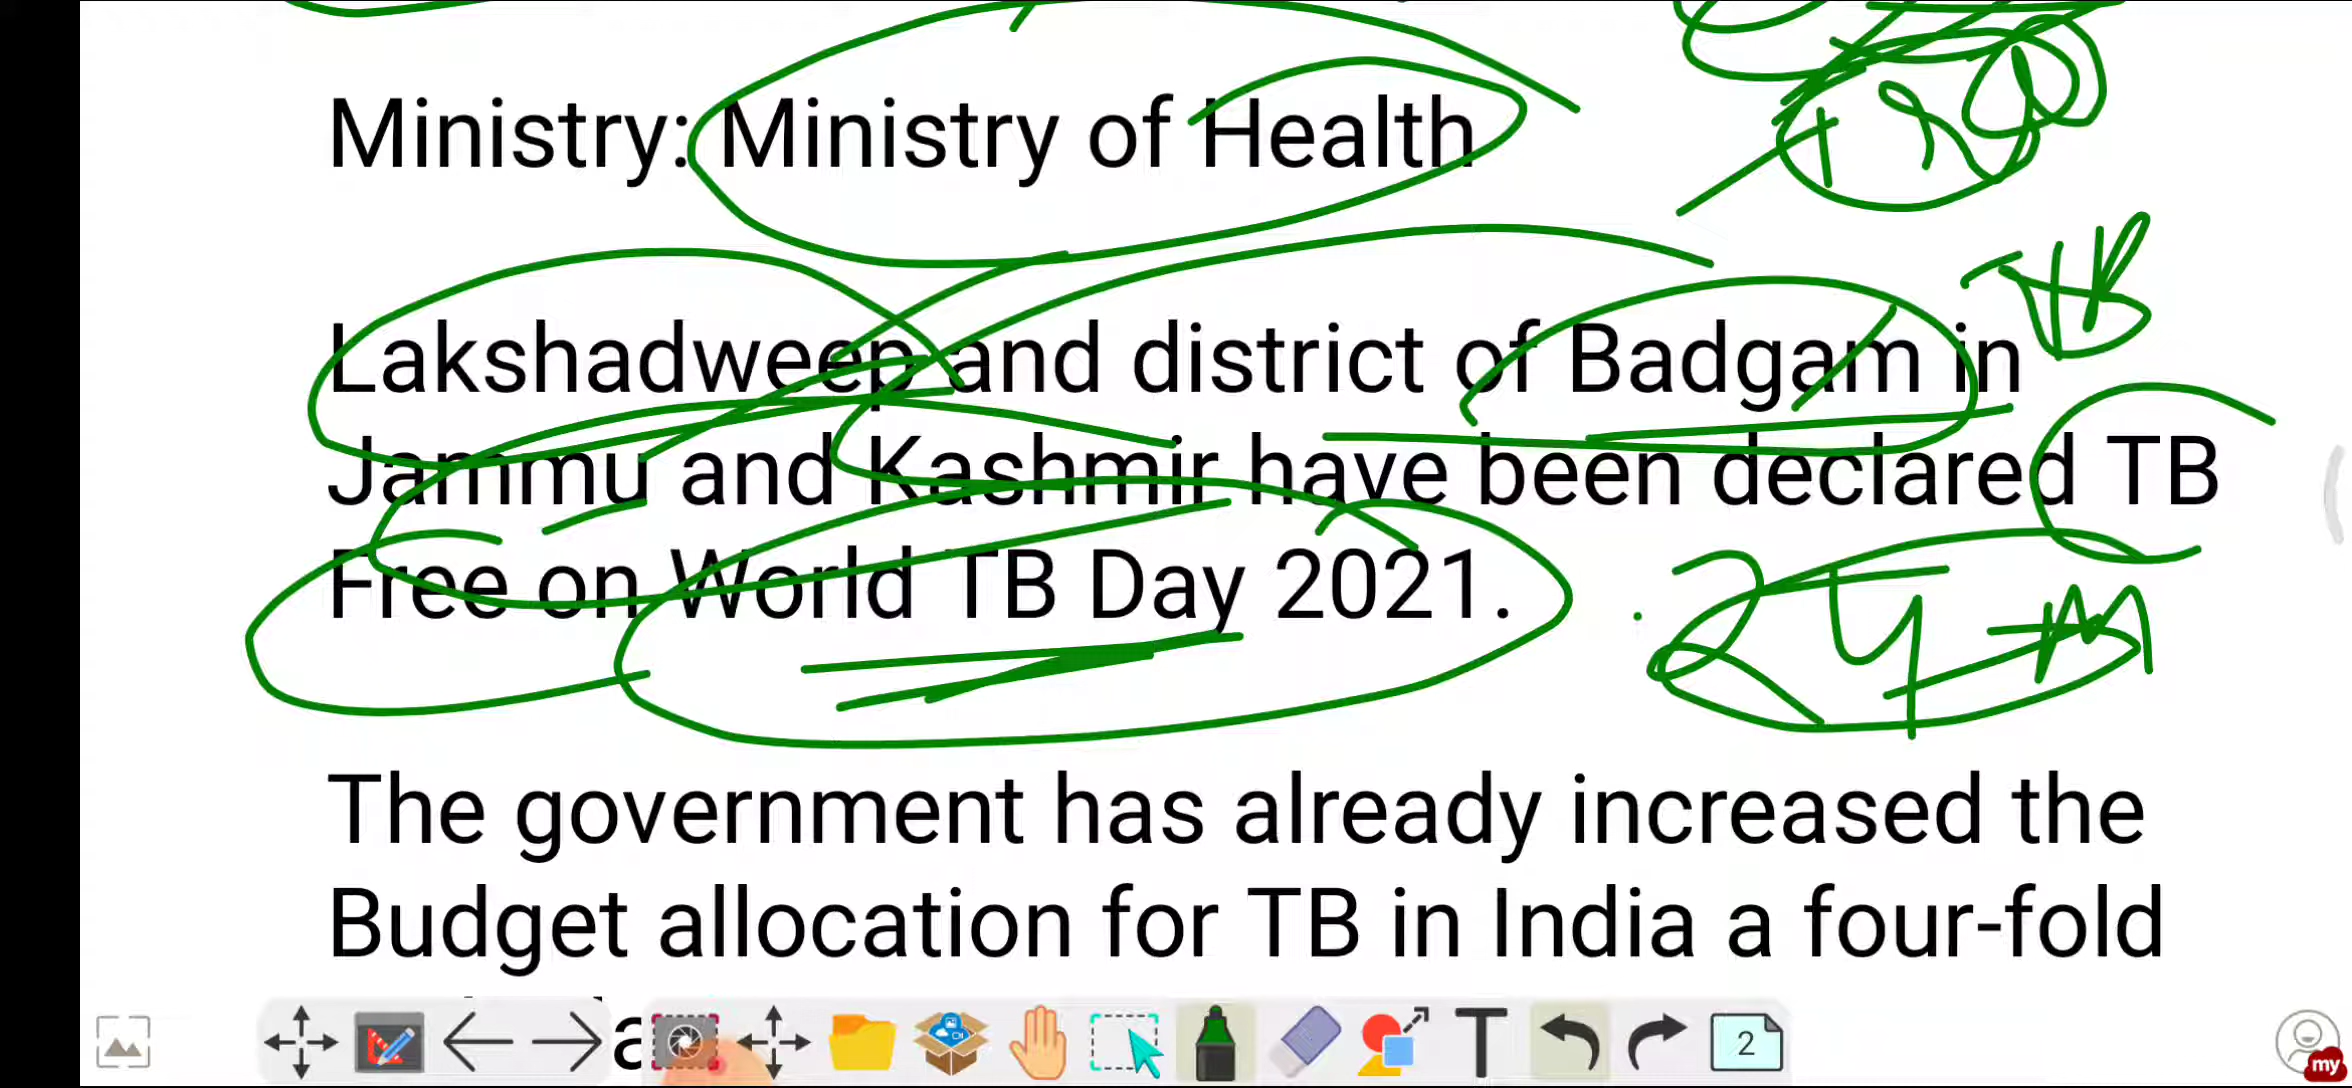 Ministry: Ministry of Health
TB
Lakshadweep and district of Badgam in
Jammu and Kashmir have been declared TB
Free on World TB Day 2021.
24 M
The government has already increased the
Budget allocation for TB in India a four-fold
T
2
my